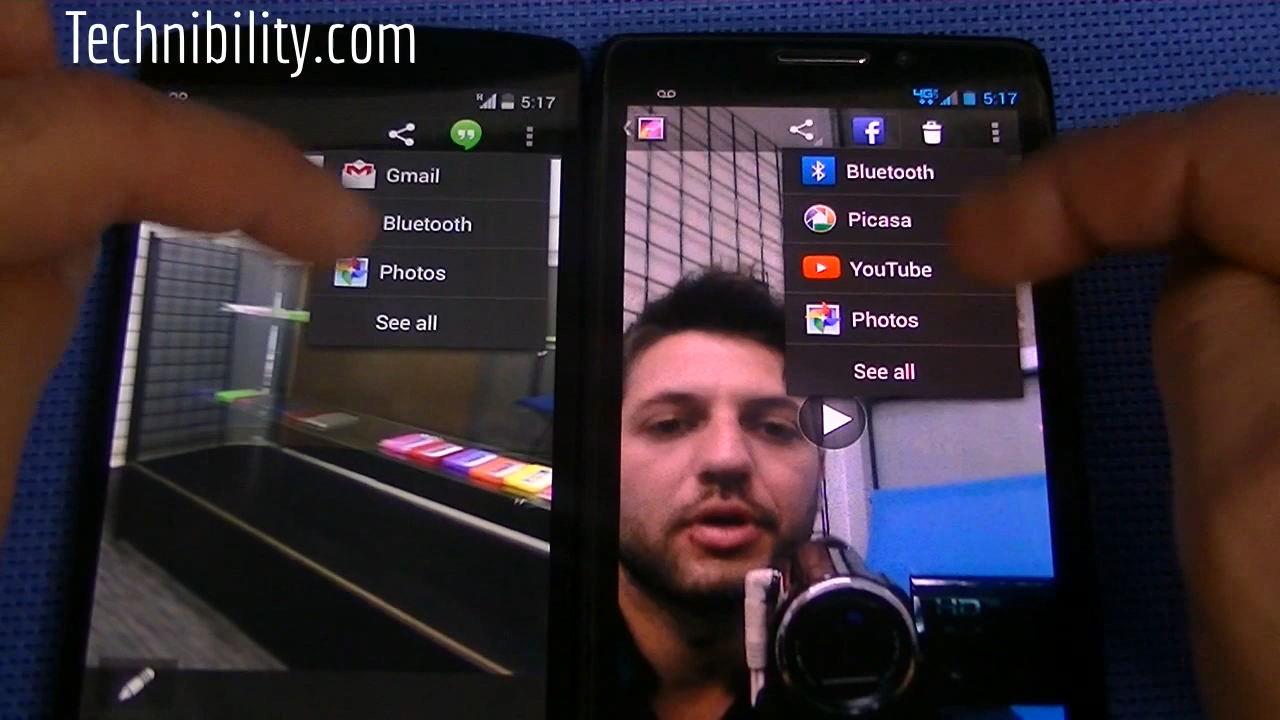 Technibility.com
H 5:17
Gmail
Bluetooth
Photos
See all
4G 5:17
f
Bluetooth
Picasa
YouTube
Photos
See all